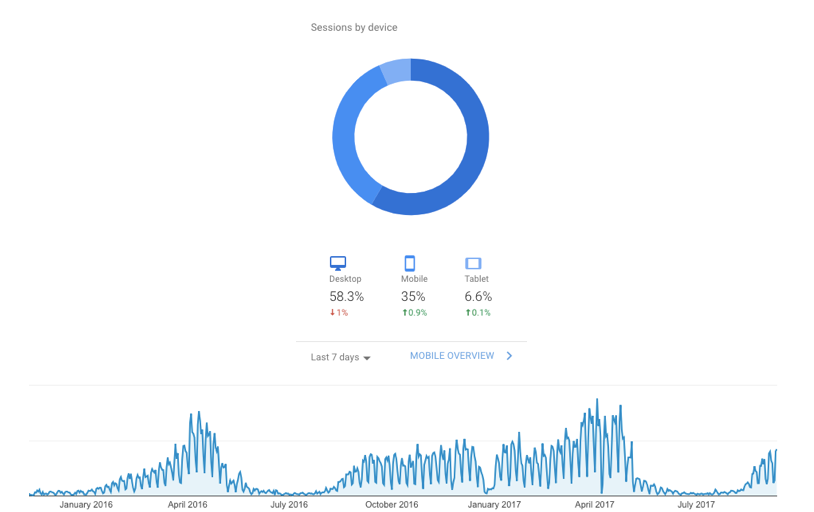 Sessions by device
Desktop Mobile Tablet
58.3% 35% 6.6%
↓1% ↑0.9% ↑0.1%
Last 7 days MOBILE OVERVIEW
January 2016 April 2016 July 2016 October 2016 January 2017 April 2017 July 2017